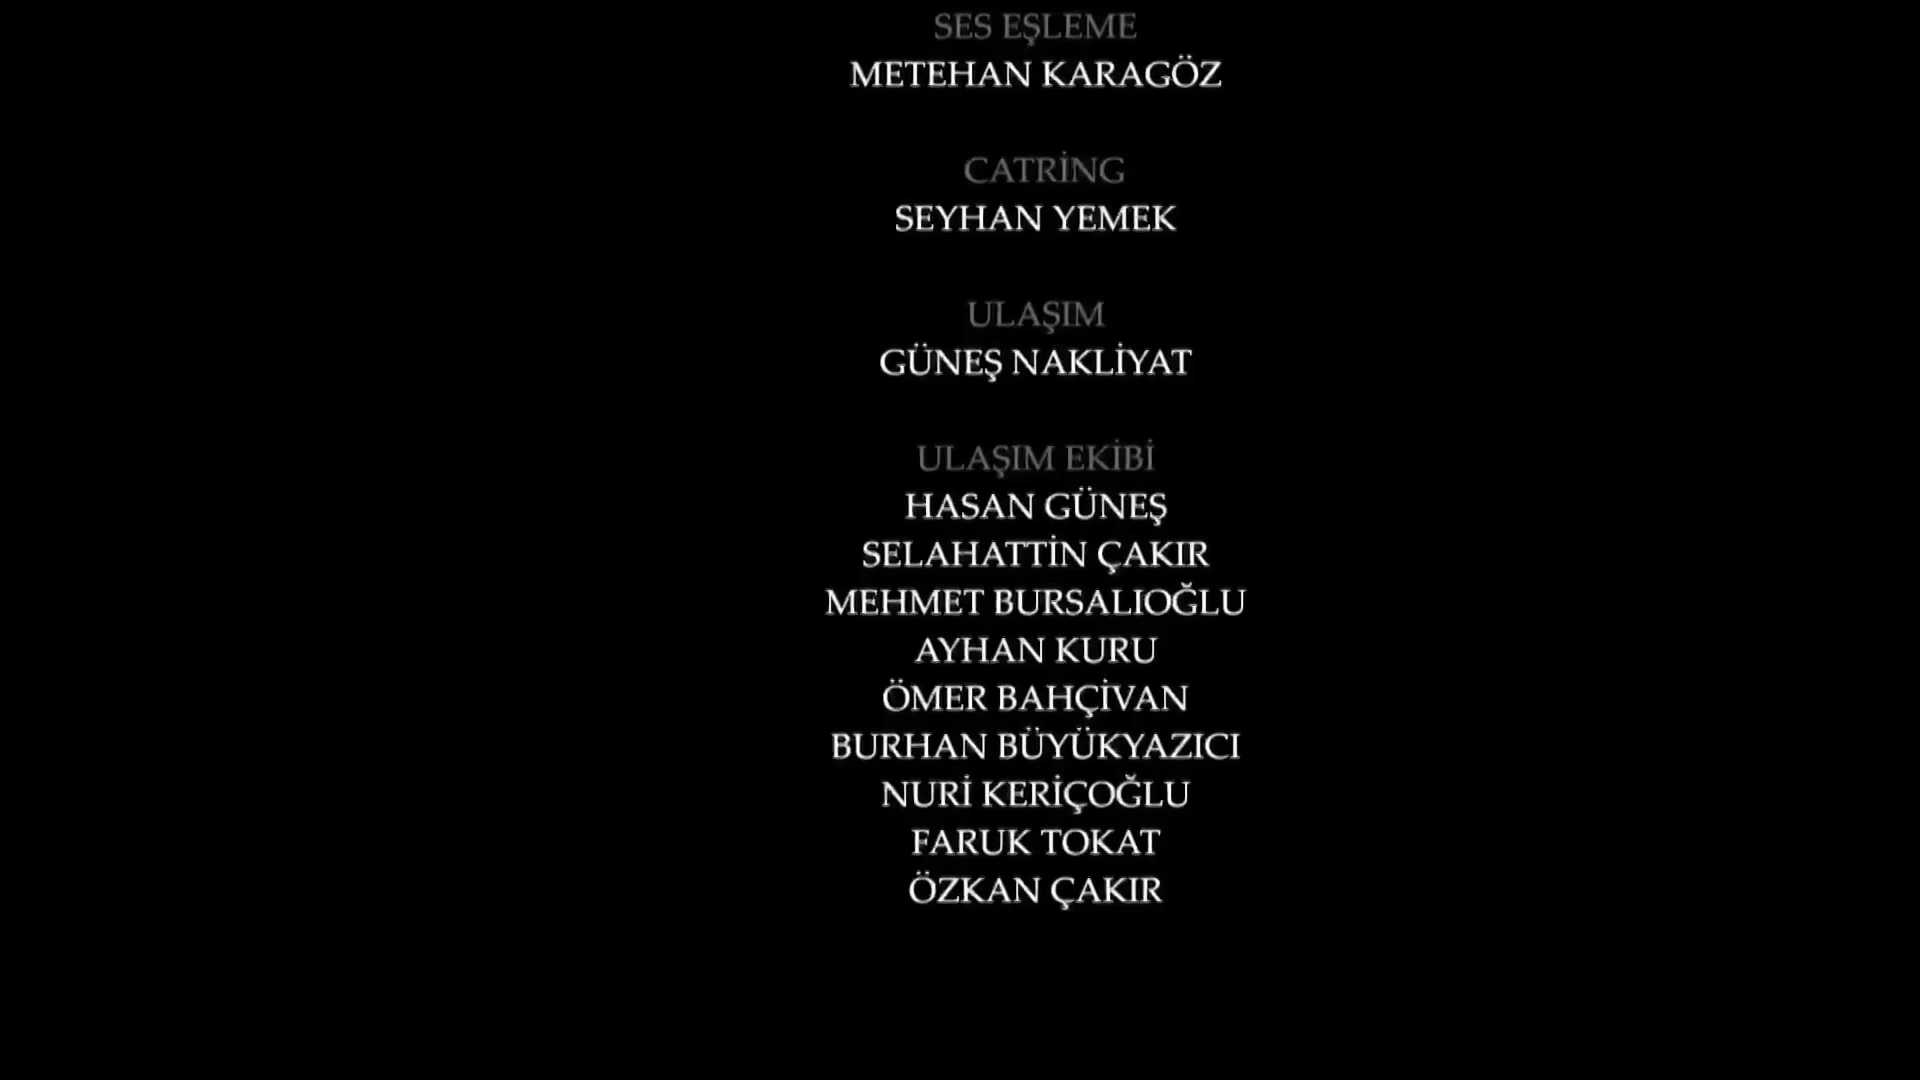 SES EŞLEME
METEHAN KARAGÖZ
CATRİNG
SEYHAN YEMEK
ULAŞIM
GÜNEŞ NAKLİYAT
ULAŞIM EKİBİ
HASAN GÜNEŞ
SELAHATTİN ÇAKIR
MEHMET BURSALIOĞLU
AYHAN KURU
ÖMER BAHÇİVAN
BURHAN BÜYÜKYAZICI
NURİ KERİÇOĞLU
FARUK TOKAT
ÖZKAN ÇAKIR